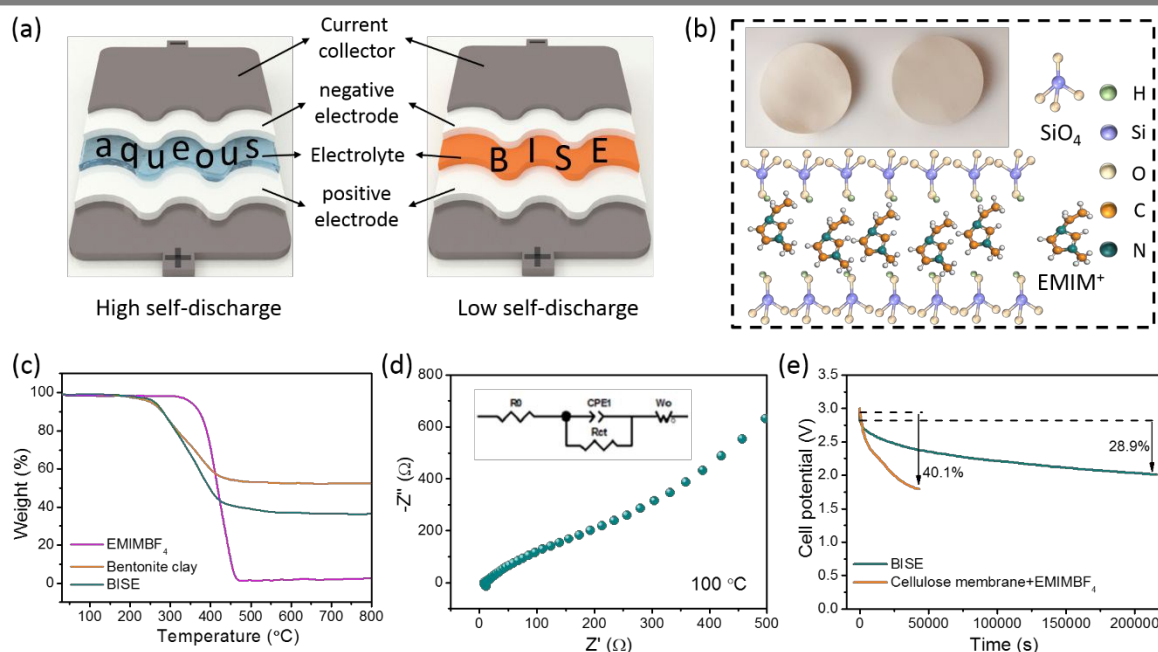 (a)
Current
collector
negative
electrode
Electrolyte
positive
electrode
aqueous
BISE
High self-discharge
Low self-discharge
(b)
SiO₄
H
Si
O
C
N
EMIM⁺
(c)
Weight (%)
100
80
60
40
20
0
EMIMBF₄
Bentonite clay
BISE
100 200 300 400 500 600 700 800
Temperature (°C)
(d)
-Z'' (Ω)
800
600
400
200
0
R0
CPE1
Wo
Rct
100 °C
0 100 200 300 400 500
Z' (Ω)
(e)
Cell potential (V)
3.5
3.0
2.5
2.0
1.5
1.0
0.5
0.0
28.9%
40.1%
BISE
Cellulose membrane+EMIMBF₄
0 50000 100000 150000 200000
Time (s)